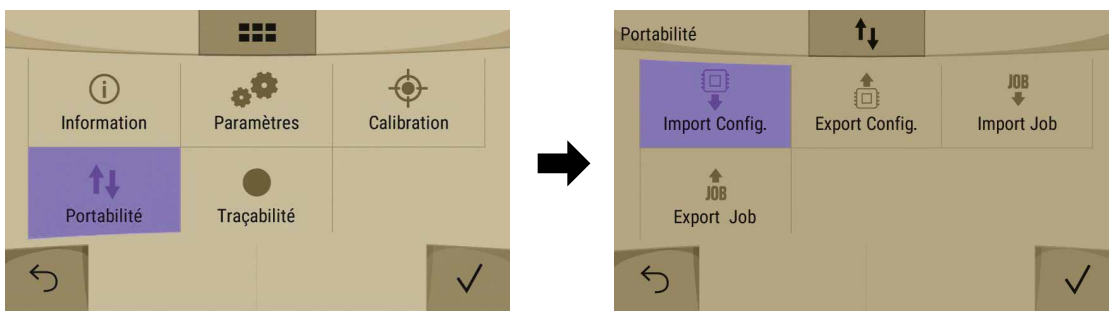 Information
Paramètres
Calibration
Portabilité
Traçabilité
Portabilité
Import Config.
Export Config.
JOB
Import Job
JOB
Export Job